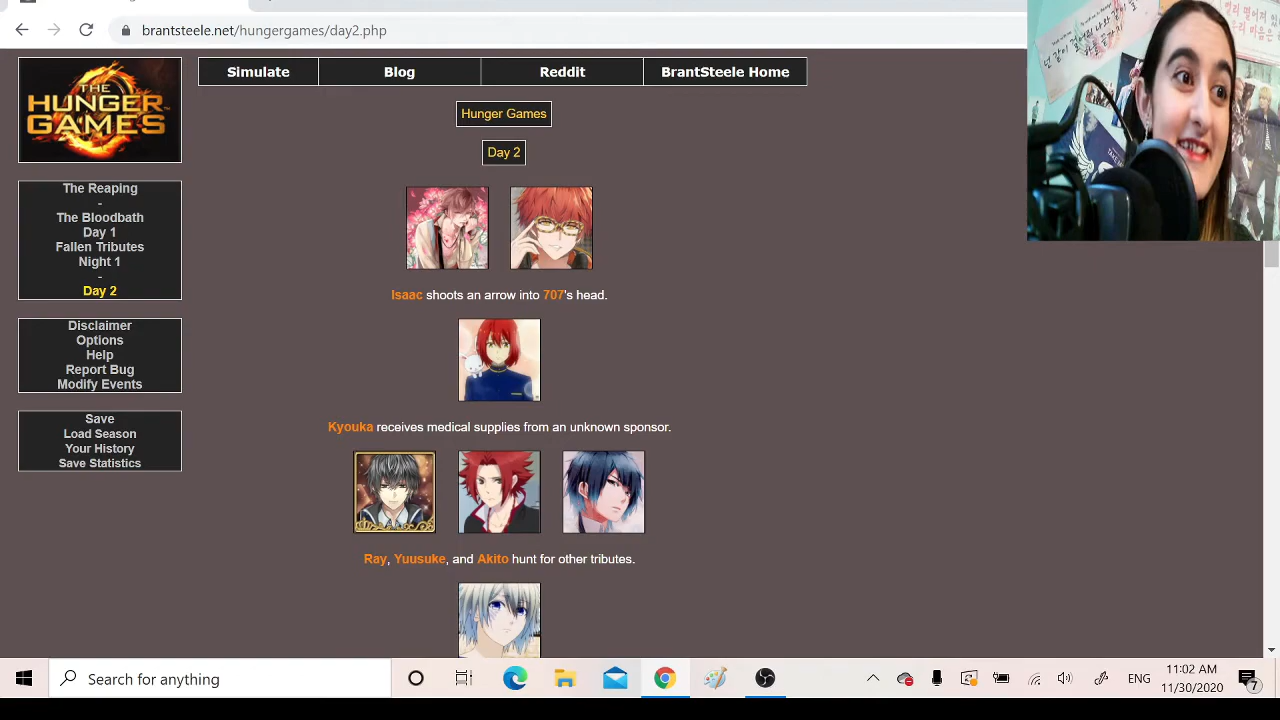 brantsteele.net/hungergames/day2.php
THE
HUNGER
GAMES
Simulate
Blog
Reddit
BrantSteele Home
Hunger Games
Day 2
The Reaping
-
The Bloodbath
Day 1
Fallen Tributes
Night 1
-
Day 2
Disclaimer
Options
Help
Report Bug
Modify Events
Save
Load Season
Your History
Save Statistics
Isaac shoots an arrow into 707's head.
Kyouka receives medical supplies from an unknown sponsor.
Ray, Yuusuke, and Akito hunt for other tributes.
Search for anything
ENG
11:02 AM
11/30/2020
7